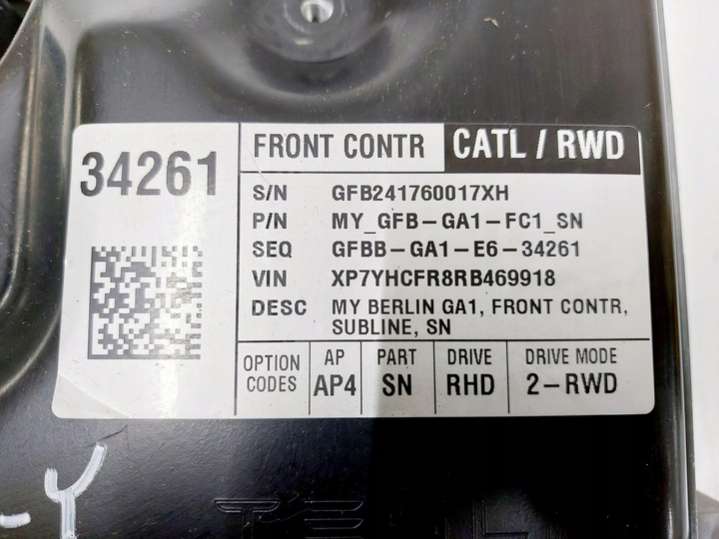 34261
FRONT CONTR CATL / RWD
S/N GFB241760017XH
P/N MY_GFB-GA1-FC1_SN
SEQ GFBB-GA1-E6-34261
VIN XP7YHCFR8RB469918
DESC MY BERLIN GA1, FRONT CONTR,
SUBLINE, SN
OPTION CODES
AP AP4
PART SN
DRIVE RHD
DRIVE MODE 2-RWD
-Y